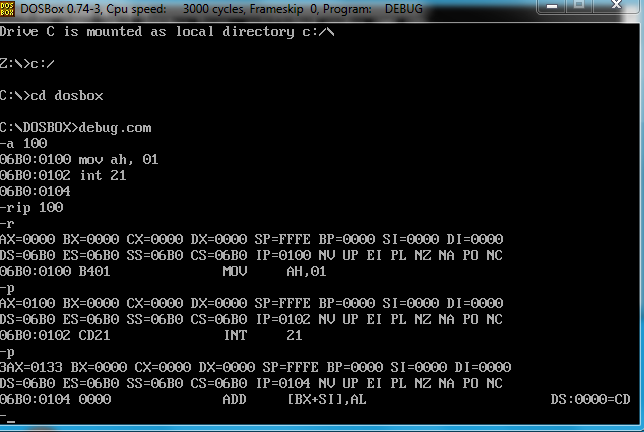 DOS BOX DOSBox 0.74-3, Cpu speed: 3000 cycles, Frameskip 0, Program: DEBUG
Drive C is mounted as local directory c:/\
Z:\>c:/
C:\>cd dosbox
C:\DOSBOX>debug.com
-a 100
06B0:0100 mov ah, 01
06B0:0102 int 21
06B0:0104
-rip 100
-r
AX=0000 BX=0000 CX=0000 DX=0000 SP=FFFE BP=0000 SI=0000 DI=0000
DS=06B0 ES=06B0 SS=06B0 CS=06B0 IP=0100 NV UP EI PL NZ NA PO NC
06B0:0100 B401 MOV AH,01
-p
AX=0100 BX=0000 CX=0000 DX=0000 SP=FFFE BP=0000 SI=0000 DI=0000
DS=06B0 ES=06B0 SS=06B0 CS=06B0 IP=0102 NV UP EI PL NZ NA PO NC
06B0:0102 CD21 INT 21
-p
3AX=0133 BX=0000 CX=0000 DX=0000 SP=FFFE BP=0000 SI=0000 DI=0000
DS=06B0 ES=06B0 SS=06B0 CS=06B0 IP=0104 NV UP EI PL NZ NA PO NC
06B0:0104 0000 ADD [BX+SI],AL DS:0000=CD
-_